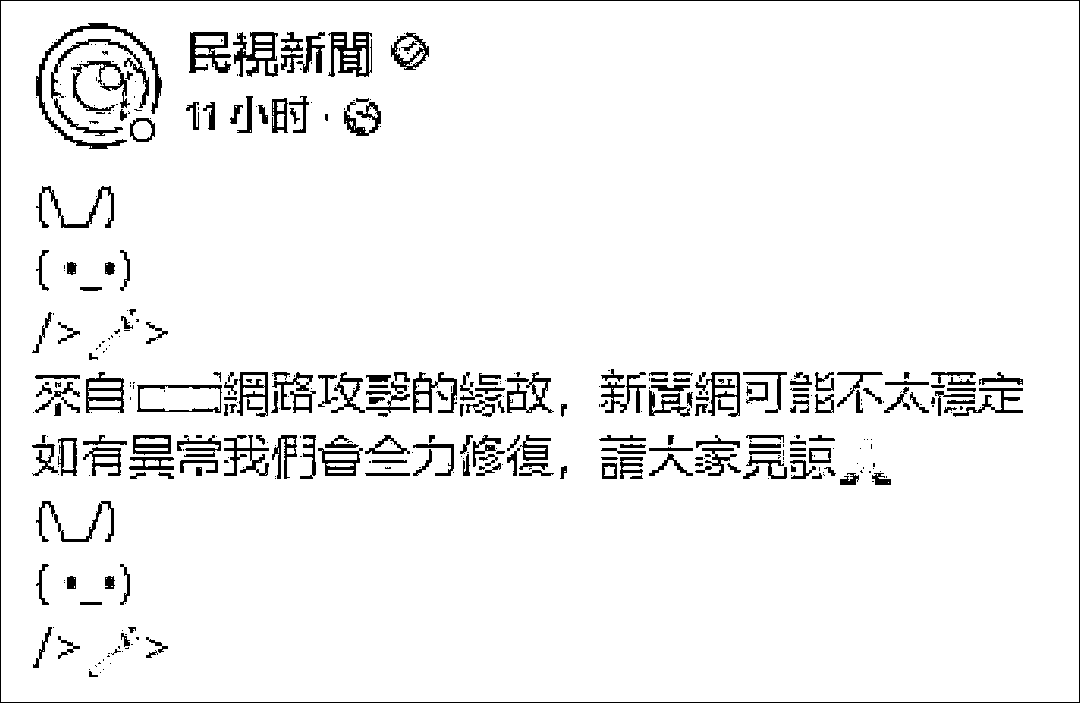 民視新聞
11 小时 ·
(\_/)
( •_•)
/> 🔧>
來自網路攻擊的緣故，新聞網可能不太穩定
如有異常我們會全力修復，請大家見諒🙏
(\_/)
( •_•)
/> 🔧>